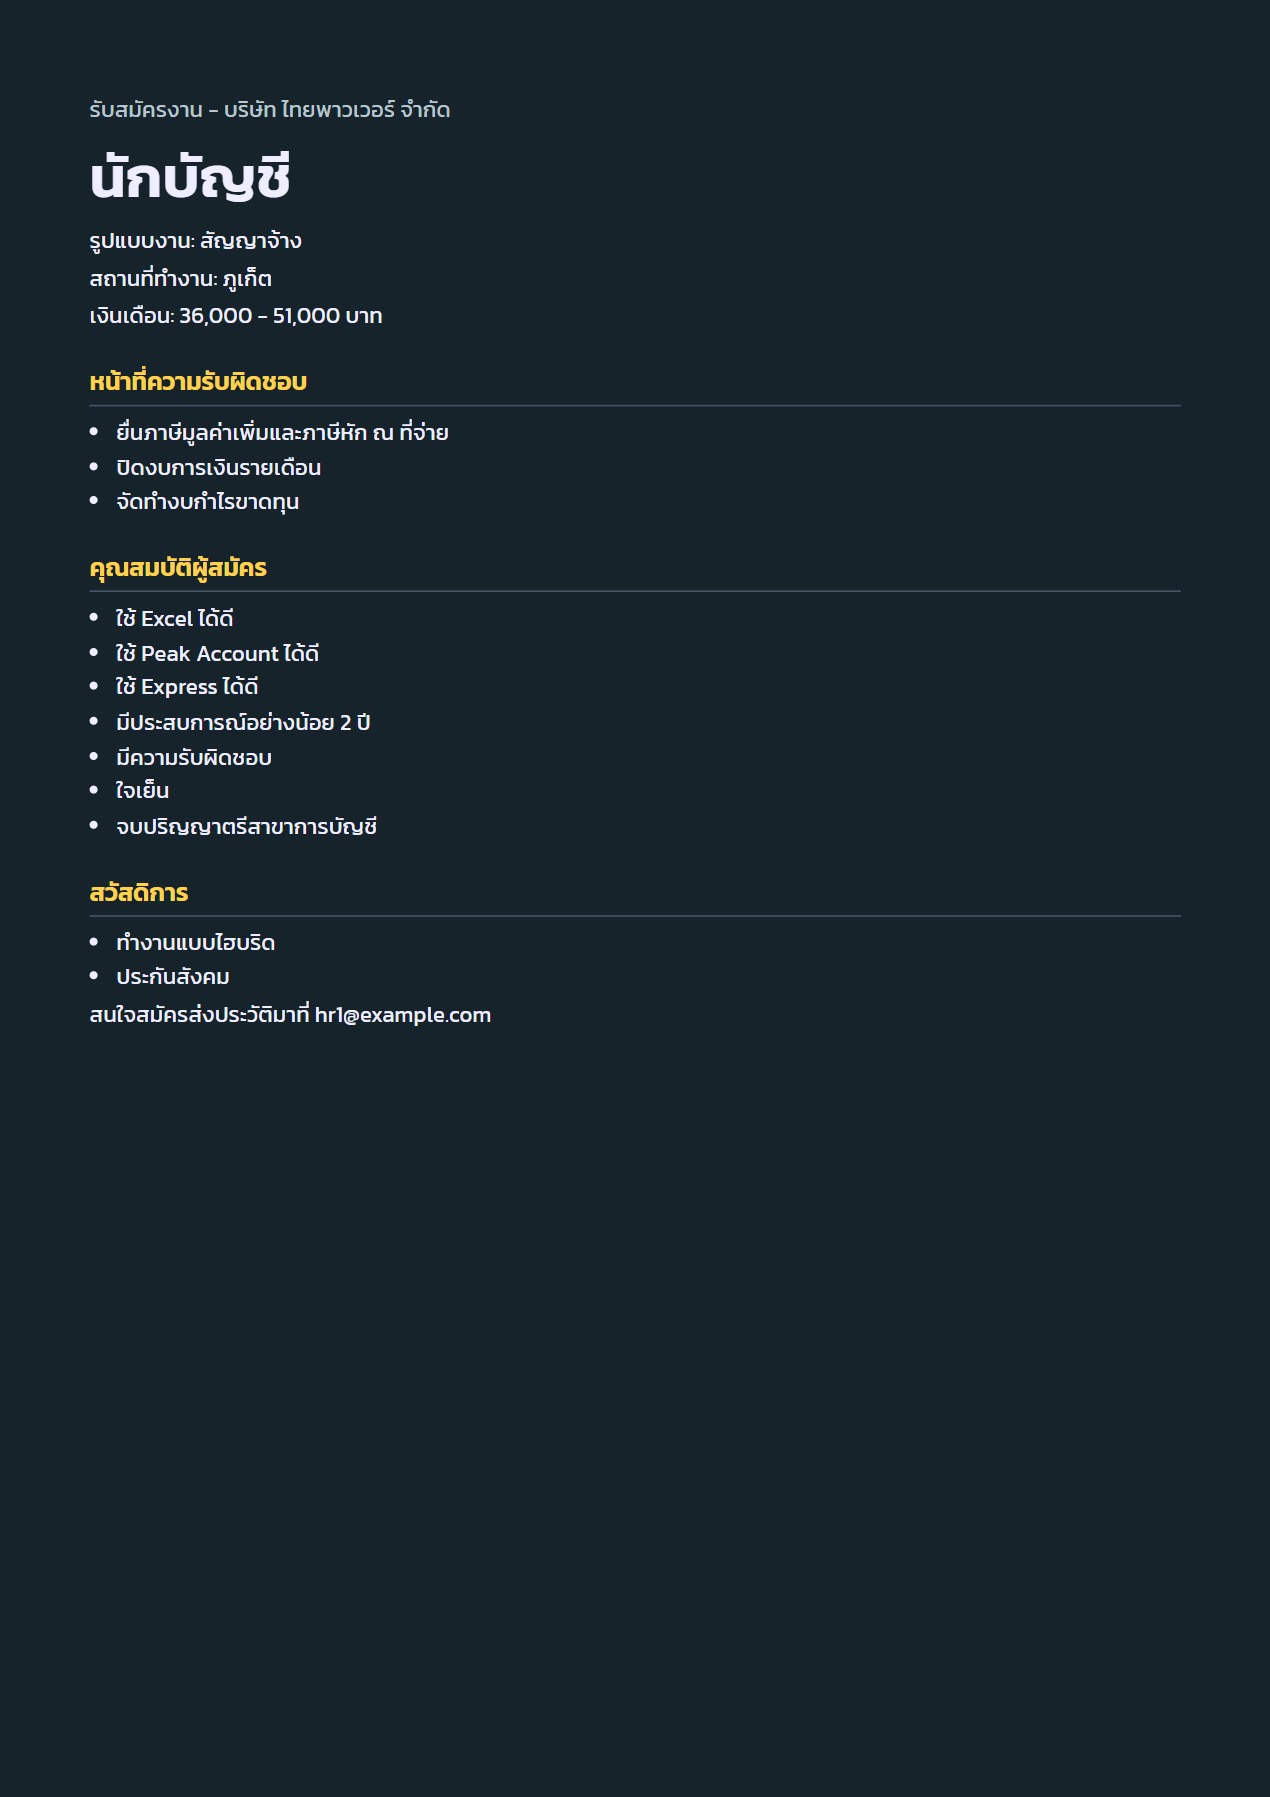 รับสมัครงาน - บริษัท ไทยพาวเวอร์ จำกัด
นักบัญชี
รูปแบบงาน: สัญญาจ้าง
สถานที่ทำงาน: ภูเก็ต
เงินเดือน: 36,000 - 51,000 บาท
หน้าที่ความรับผิดชอบ
• ยื่นภาษีมูลค่าเพิ่มและภาษีหัก ณ ที่จ่าย
• ปิดงบการเงินรายเดือน
• จัดทำงบกำไรขาดทุน
คุณสมบัติผู้สมัคร
• ใช้ Excel ได้ดี
• ใช้ Peak Account ได้ดี
• ใช้ Express ได้ดี
• มีประสบการณ์อย่างน้อย 2 ปี
• มีความรับผิดชอบ
• ใจเย็น
• จบปริญญาตรีสาขาการบัญชี
สวัสดิการ
• ทำงานแบบไฮบริด
• ประกันสังคม
สนใจสมัครส่งประวัติมาที่ hr1@example.com